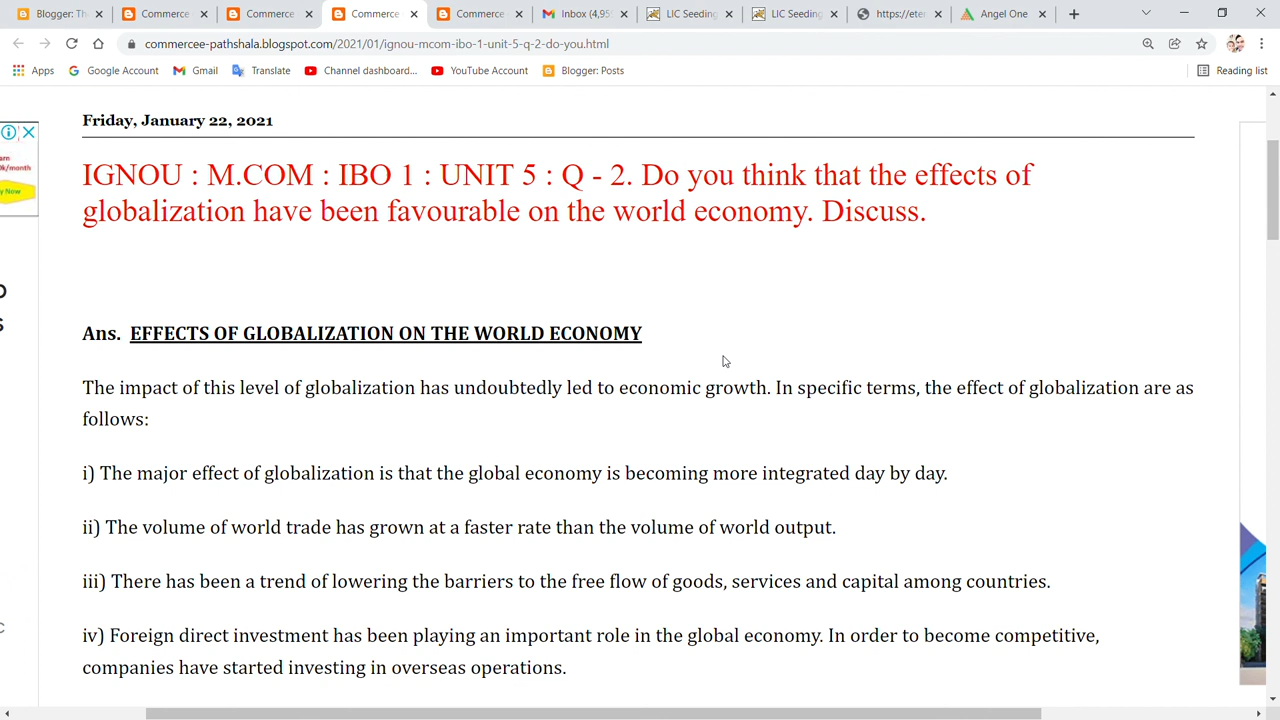 Blogger: Th
Commerce
Commerce
Commerce
Commerce
Inbox (4,95
LIC Seeding
LIC Seeding
https://ete
Angel One
commercee-pathshala.blogspot.com/2021/01/ignou-mcom-ibo-1-unit-5-q-2-do-you.html
Apps
Google Account
Gmail
Translate
Channel dashboard...
YouTube Account
Blogger: Posts
Reading list
Friday, January 22, 2021
IGNOU : M.COM : IBO 1 : UNIT 5 : Q - 2. Do you think that the effects of
globalization have been favourable on the world economy. Discuss.
Ans. EFFECTS OF GLOBALIZATION ON THE WORLD ECONOMY
The impact of this level of globalization has undoubtedly led to economic growth. In specific terms, the effect of globalization are as
follows:
i) The major effect of globalization is that the global economy is becoming more integrated day by day.
ii) The volume of world trade has grown at a faster rate than the volume of world output.
iii) There has been a trend of lowering the barriers to the free flow of goods, services and capital among countries.
iv) Foreign direct investment has been playing an important role in the global economy. In order to become competitive,
companies have started investing in overseas operations.